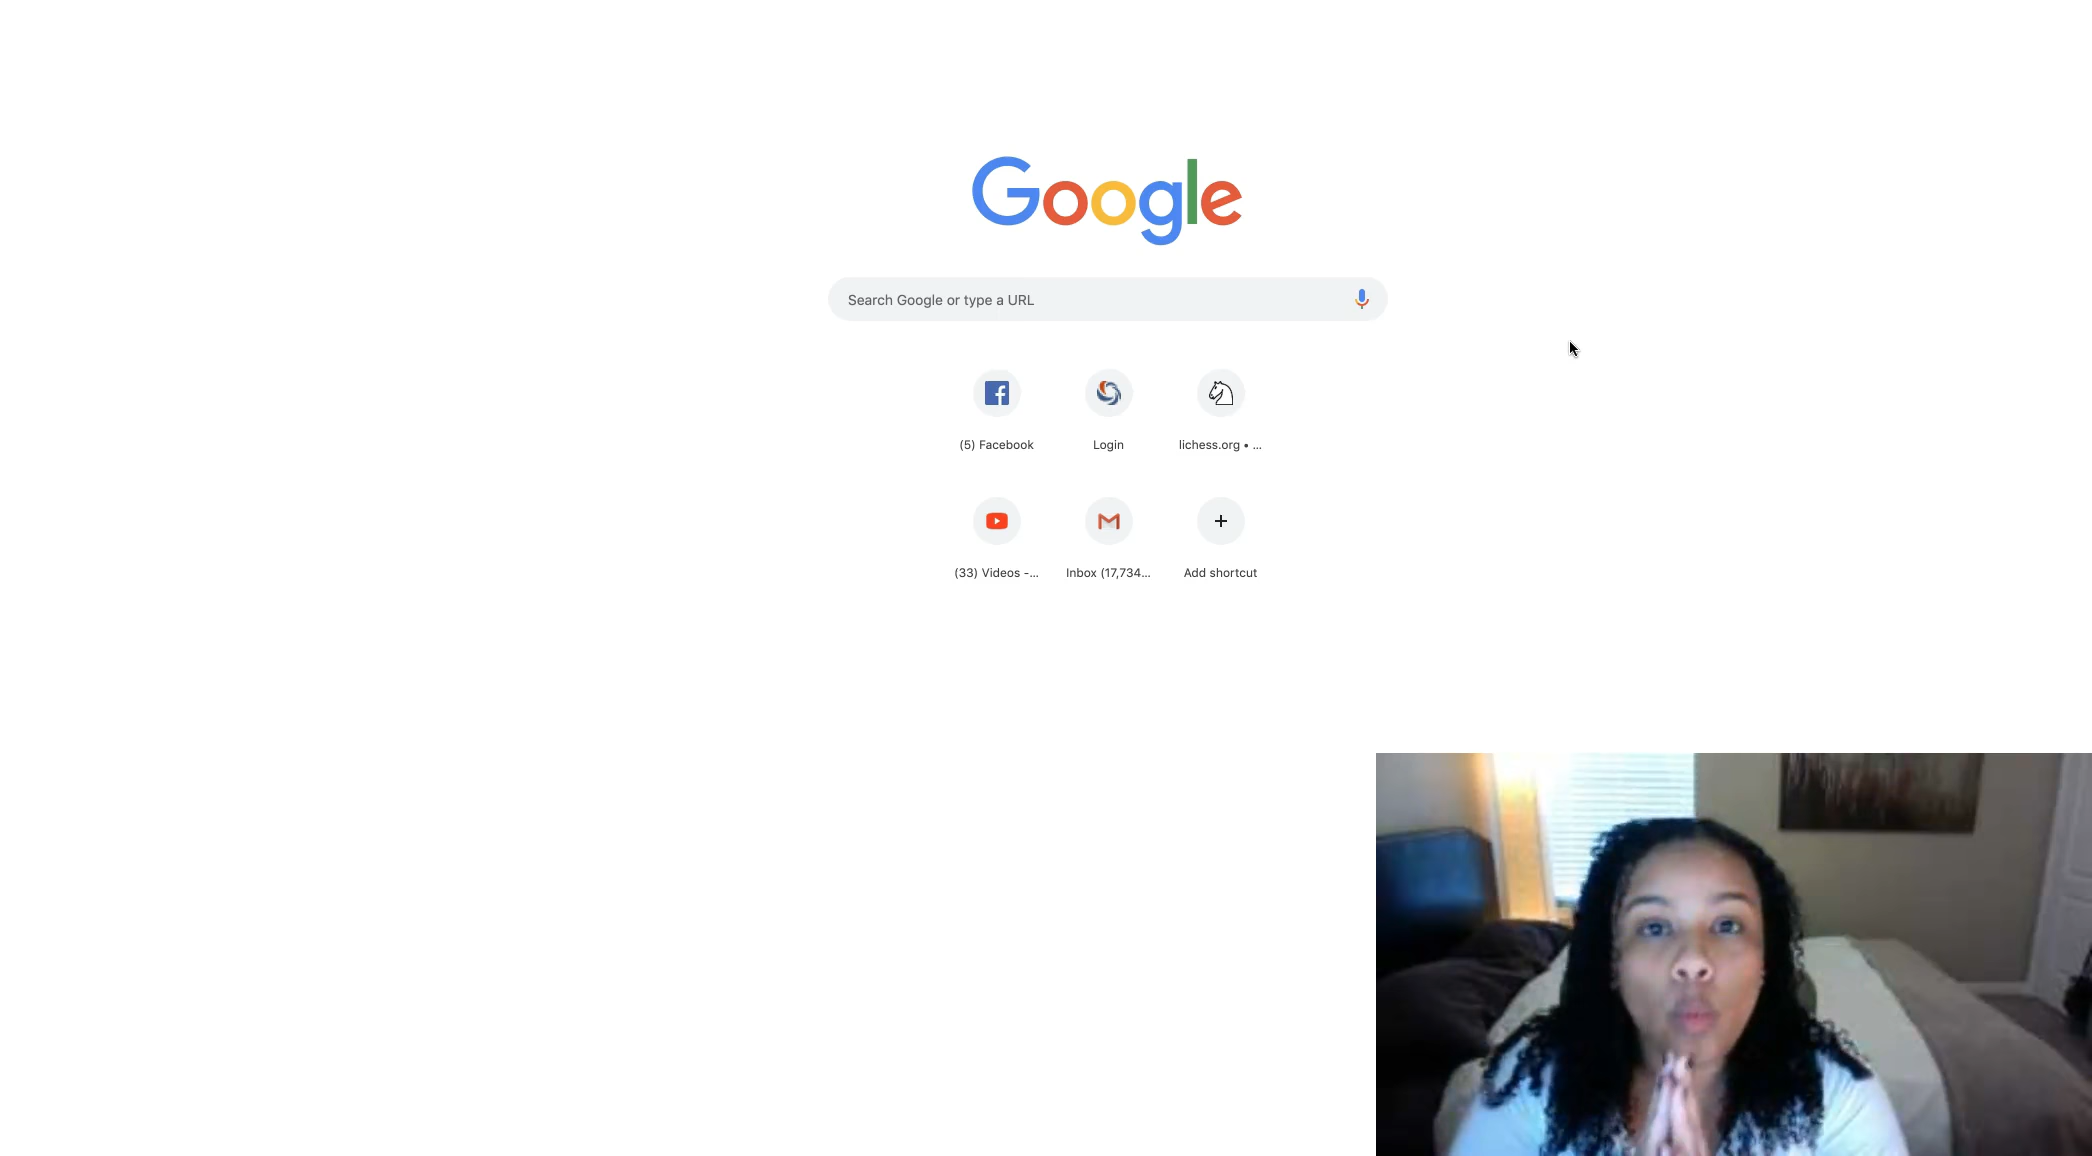 Google
Search Google or type a URL
(5) Facebook
Login
lichess.org • ...
(33) Videos -...
Inbox (17,734...
Add shortcut